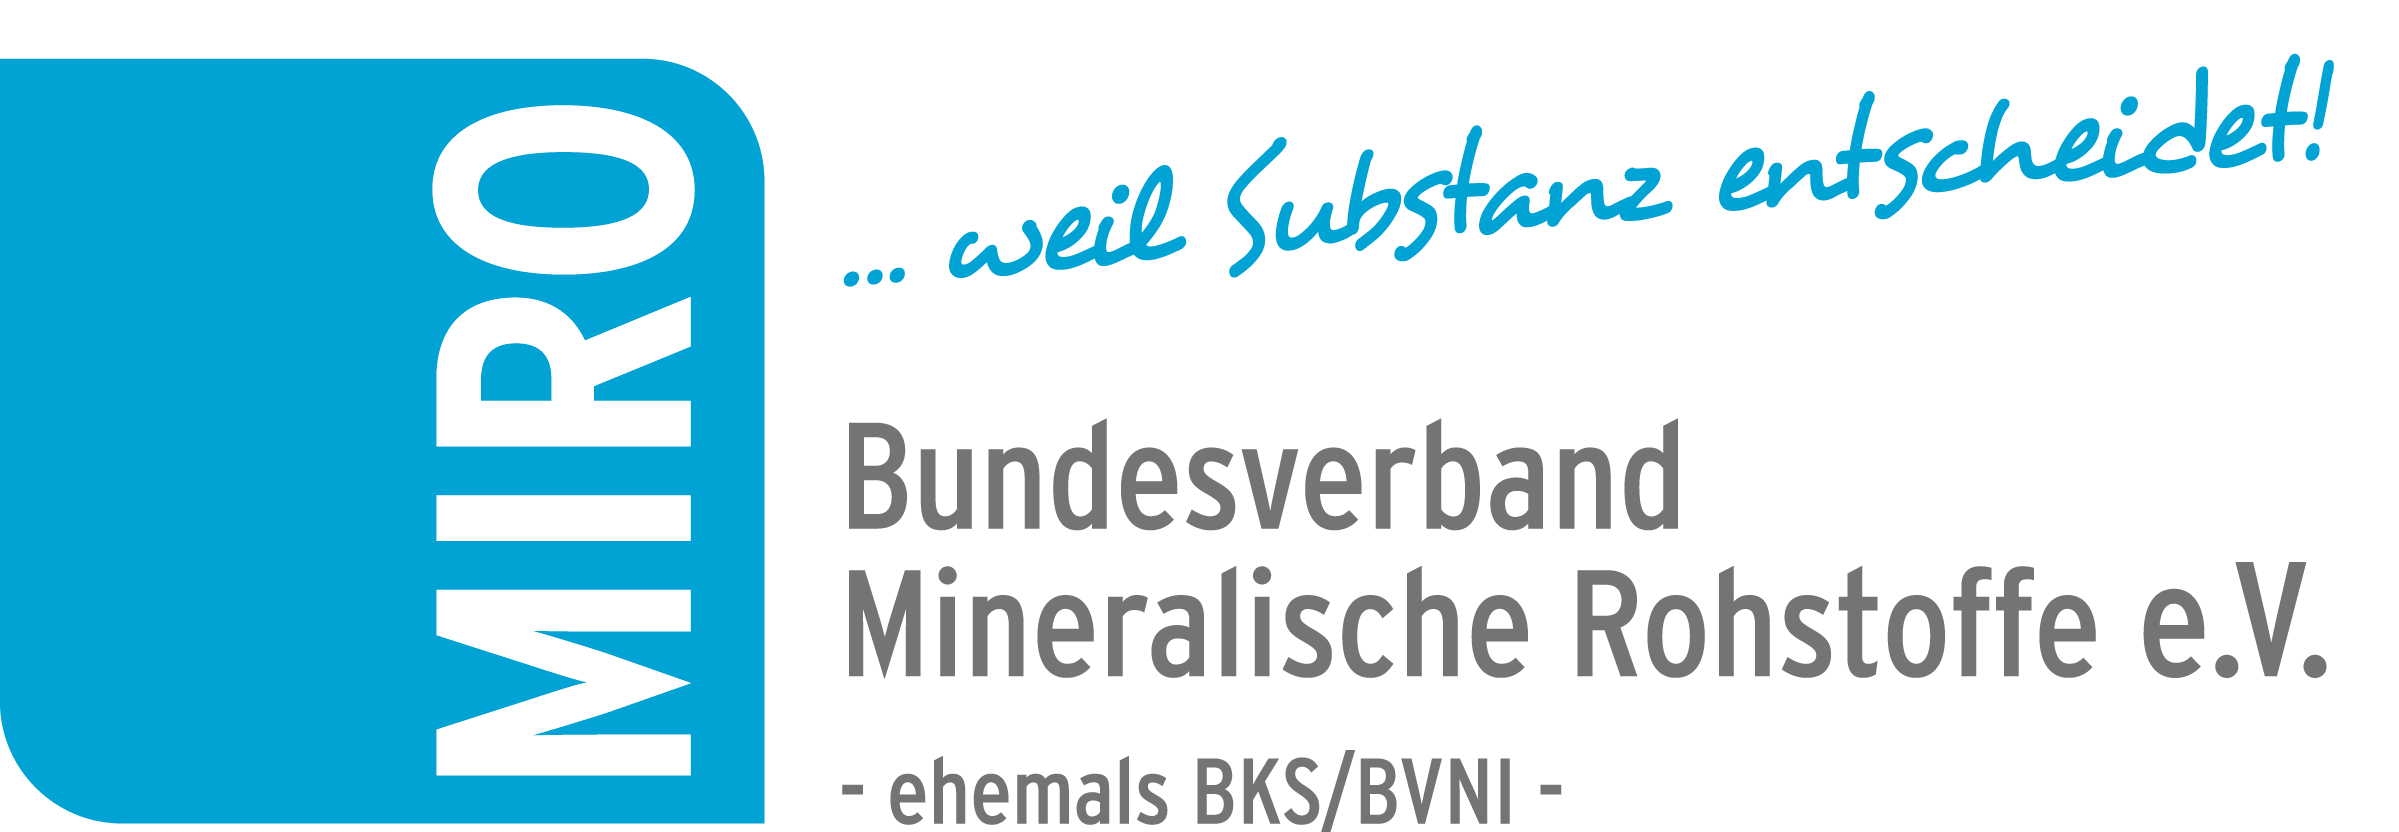 MIRO
... weil Substanz entscheidet!
Bundesverband
Mineralische Rohstoffe e.V.
- ehemals BKS/BVNI -